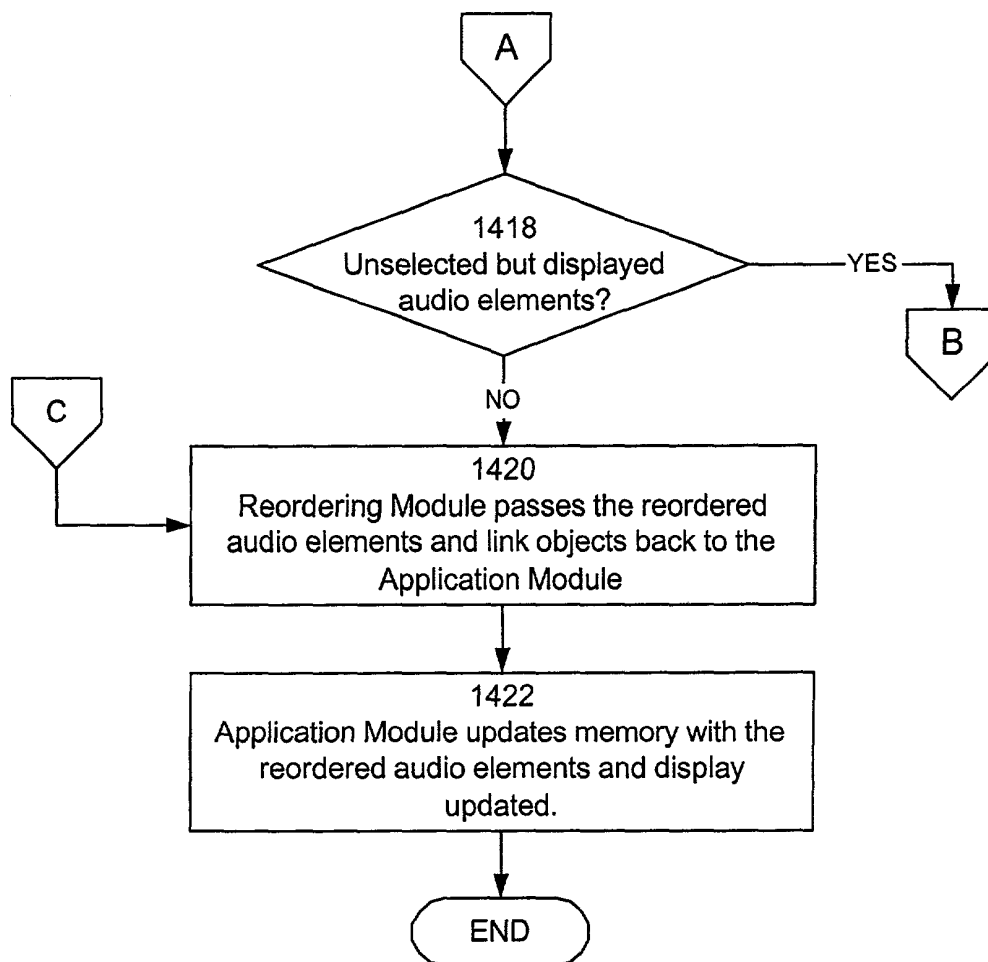 A
1418
Unselected but displayed
audio elements?
YES
B
NO
C
1420
Reordering Module passes the reordered
audio elements and link objects back to the
Application Module
1422
Application Module updates memory with the
reordered audio elements and display
updated.
END